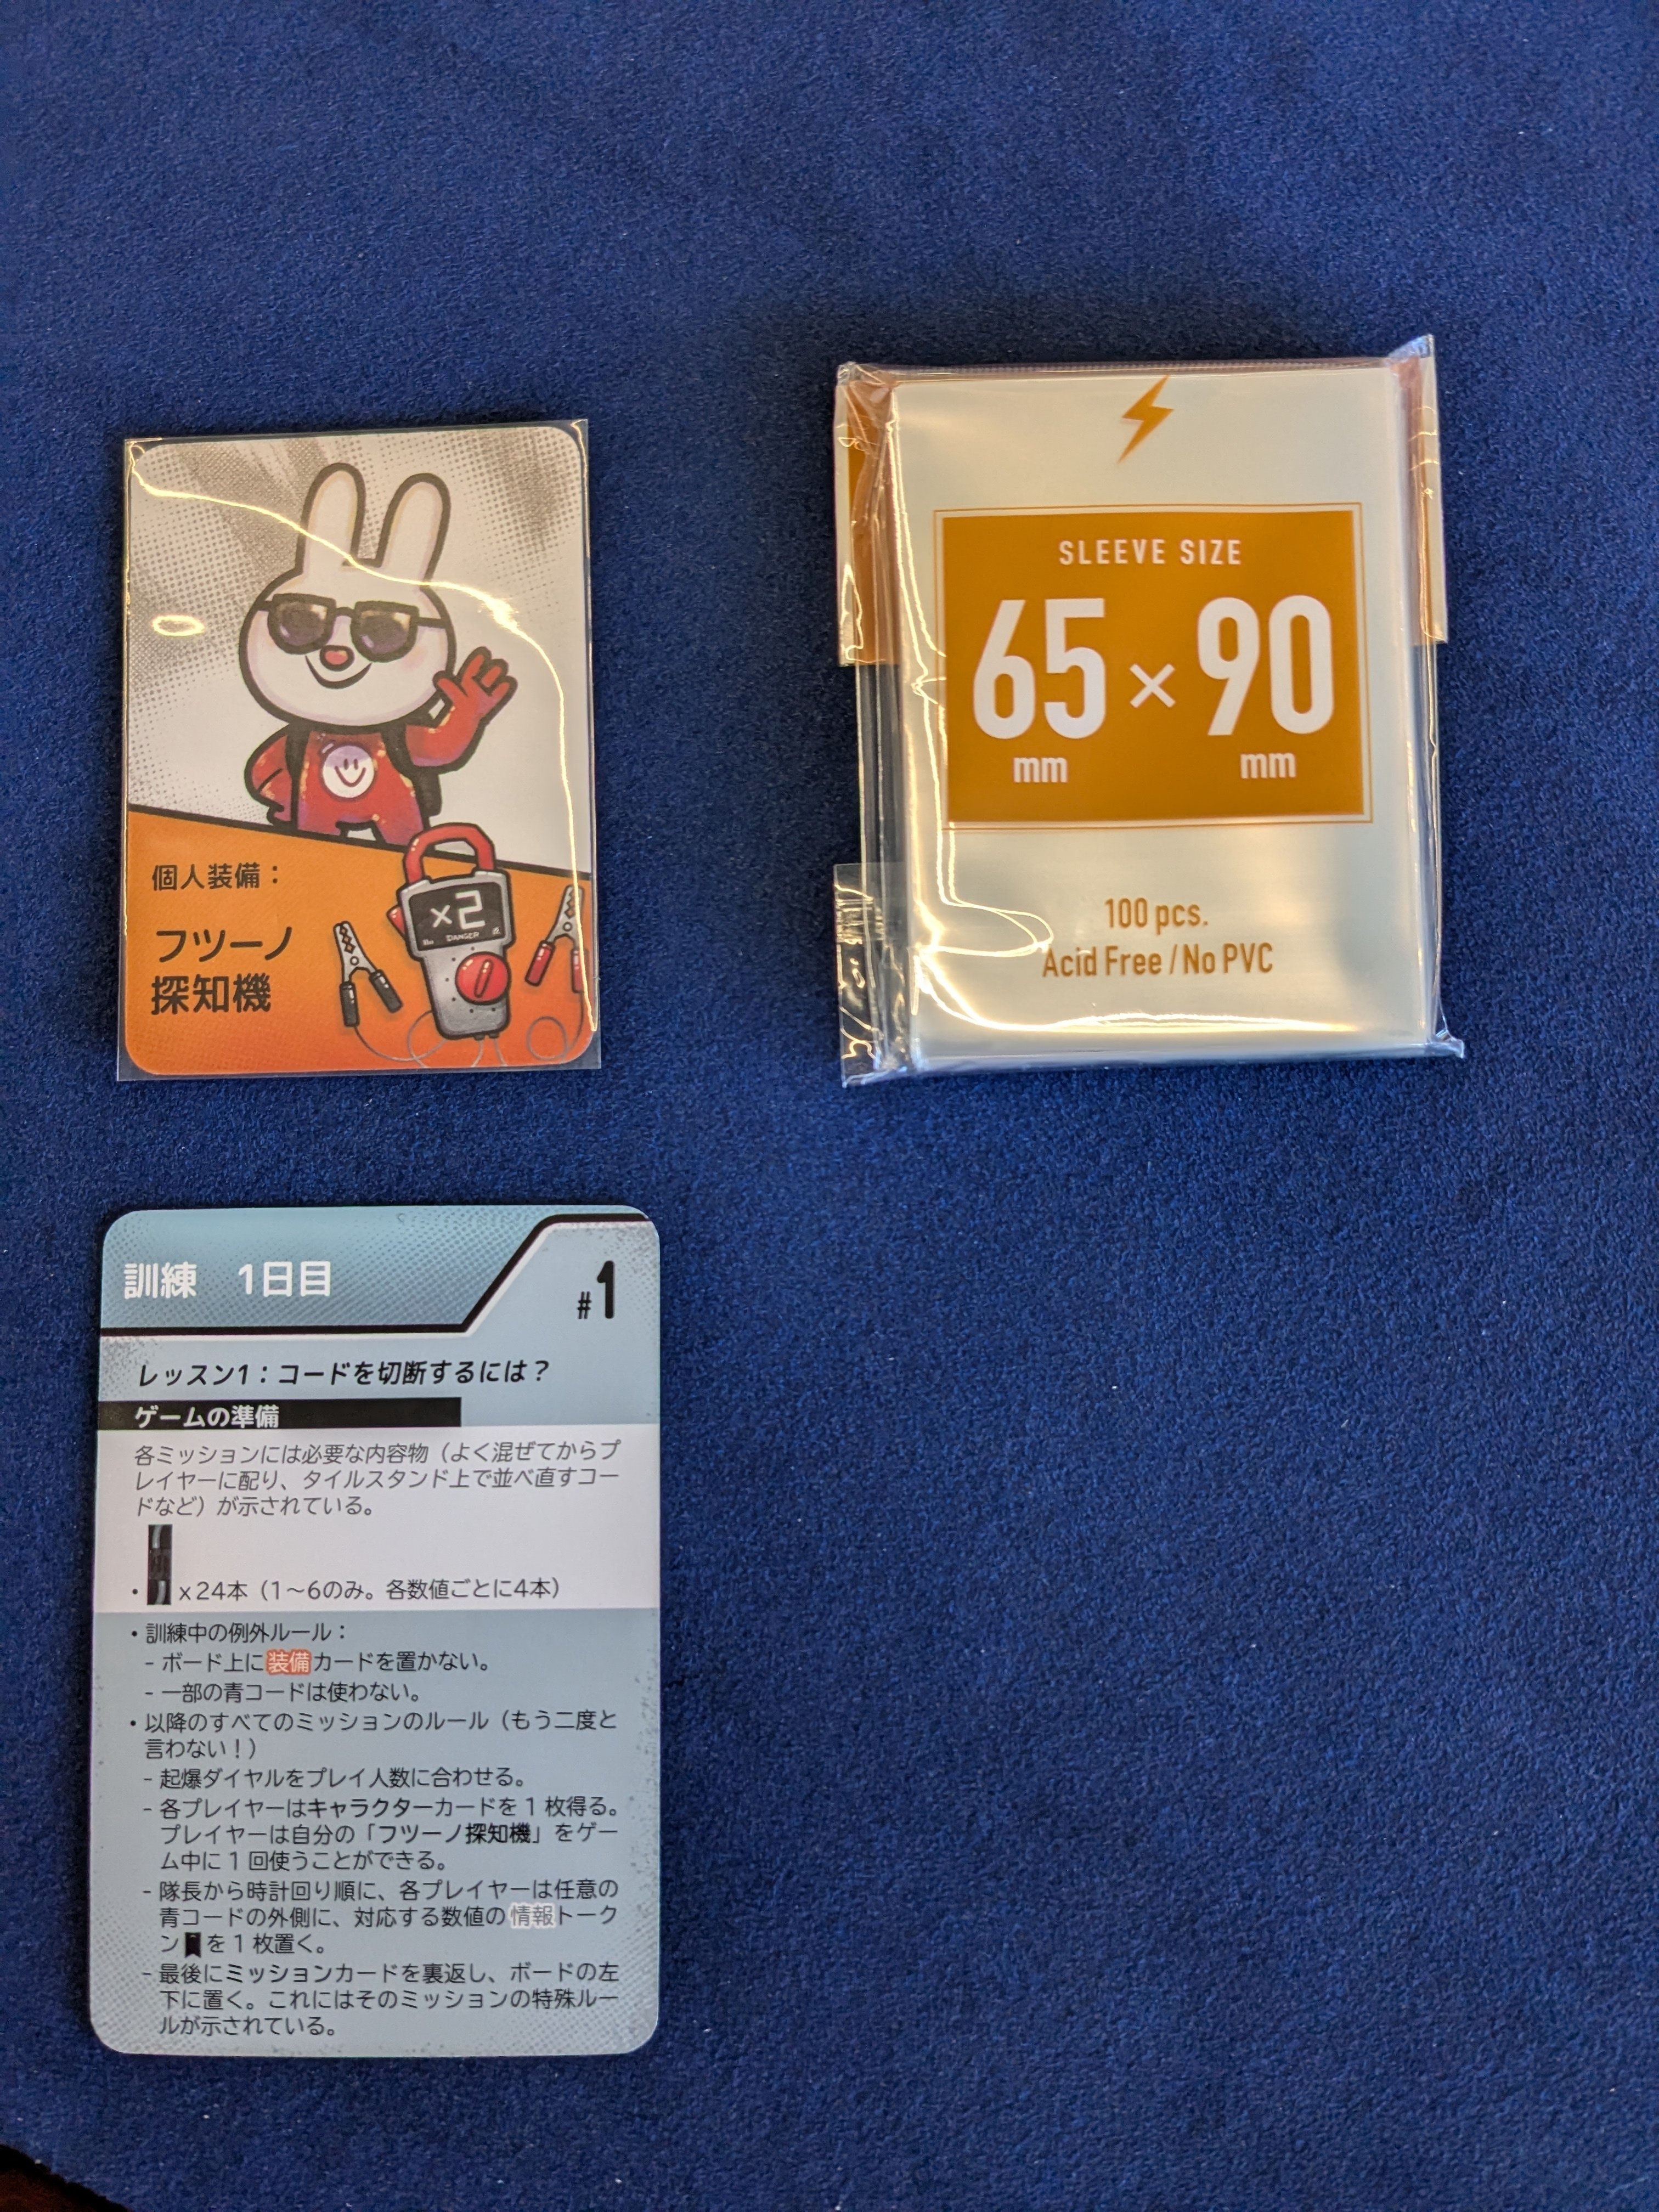 個人装備：
フツーノ
探知機
×2
DANGER
SLEEVE SIZE
65 × 90
mm mm
100 pcs.
Acid Free / No PVC
訓練 1日目
#1
レッスン1：コードを切断するには？
ゲームの準備
各ミッションには必要な内容物（よく混ぜてからプ
レイヤーに配り、タイルスタンド上で並べ直すコー
ドなど）が示されている。
・ x24本（1～6のみ。各数値ごとに4本）
・訓練中の例外ルール：
- ボード上に装備カードを置かない。
- 一部の青コードは使わない。
・以降のすべてのミッションのルール（もう二度と
言わない！）
- 起爆ダイヤルをプレイ人数に合わせる。
- 各プレイヤーはキャラクターカードを1枚得る。
プレイヤーは自分の「フツーノ探知機」をゲー
ム中に1回使うことができる。
- 隊長から時計回り順に、各プレイヤーは任意の
青コードの外側に、対応する数値の情報トーク
ンを1枚置く。
- 最後にミッションカードを裏返し、ボードの左
下に置く。これにはそのミッションの特殊ルー
ルが示されている。